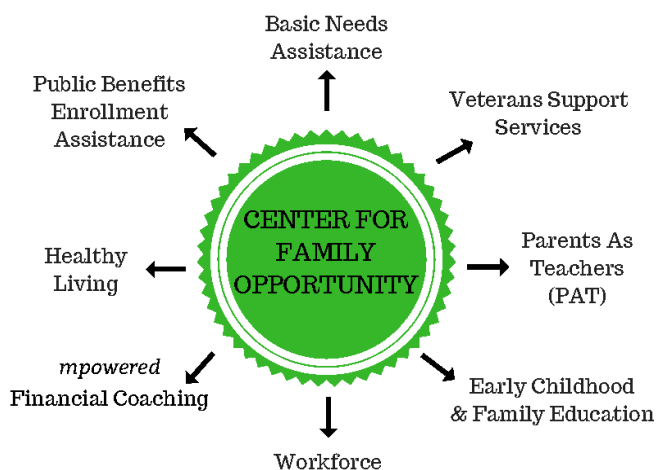 Basic Needs
Assistance
Public Benefits
Enrollment
Assistance
Veterans Support
Services
CENTER FOR
FAMILY
OPPORTUNITY
Healthy
Living
Parents As
Teachers
(PAT)
mpowered
Financial Coaching
Early Childhood
& Family Education
Workforce